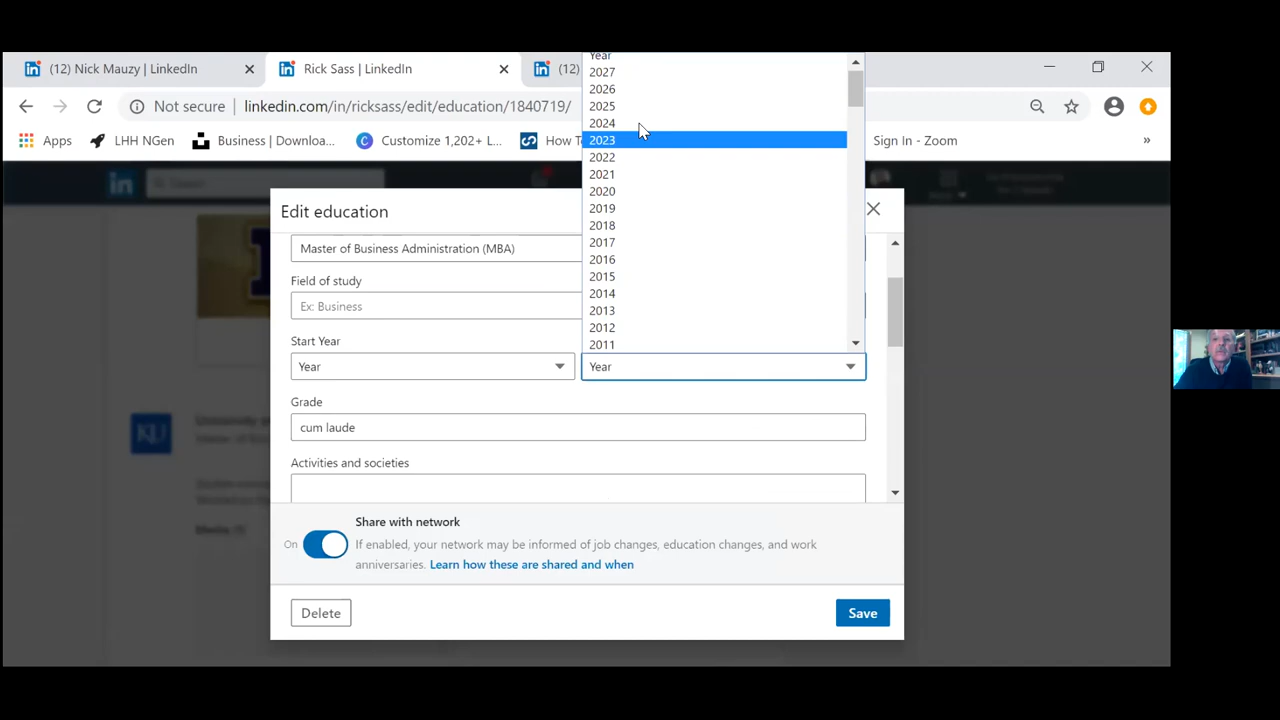 (12) Nick Mauzy | LinkedIn
Rick Sass | LinkedIn
(12)
Not secure
linkedin.com/in/ricksass/edit/education/1840719/
Apps
LHH NGen
Business | Downloa...
Customize 1,202+ L...
How T
Sign In - Zoom
»
Year
2027
2026
2025
2024
2023
2022
2021
2020
2019
2018
2017
2016
2015
2014
2013
2012
2011
in
Edit education
Master of Business Administration (MBA)
Field of study
Ex: Business
Start Year
Year
Year
Grade
cum laude
KU
Activities and societies
Share with network
On
If enabled, your network may be informed of job changes, education changes, and work
anniversaries. Learn how these are shared and when
Delete
Save